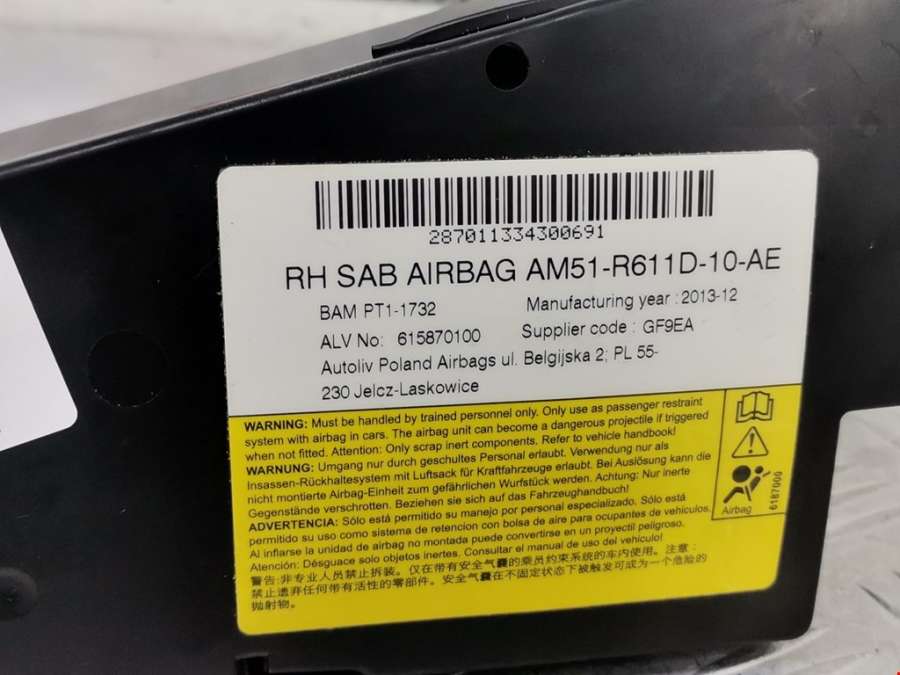 287011334300691
RH SAB AIRBAG AM51-R611D-10-AE
BAM PT1-1732 Manufacturing year : 2013-12
ALV No: 615870100 Supplier code : GF9EA
Autoliv Poland Airbags ul. Belgijska 2; PL 55-
230 Jelcz-Laskowice
WARNING: Must be handled by trained personnel only. Only use as passenger restraint
system with airbag in cars. The airbag unit can become a dangerous projectile if triggered
when not fitted. Attention: Only scrap inert components. Refer to vehicle handbook!
WARNUNG: Umgang nur durch geschultes Personal erlaubt. Verwendung nur als
Insassen-Rückhaltesystem mit Luftsack für Kraftfahrzeuge erlaubt. Bei Auslösung kann die
nicht montierte Airbag-Einheit zum gefährlichen Wurfstück werden. Achtung: Nur inerte
Gegenstände verschrotten. Beziehen sie sich auf das Fahrzeughandbuch!
ADVERTENCIA: Sólo está permitido su manejo por personal especializado. Sólo está
permitido su uso como sistema de retencion con bolsa de aire para ocupantes de vehículos.
Al inflarse la unidad de airbag no montada puede convertirse en un proyectil peligroso.
Atención: Désguace solo objetos inertes. Consultar el manual de uso del vehículo!
警告:非专业人员禁止拆装。仅在带有安全气囊的乘员约束系统的车内使用。注意:
禁止遗弃任何带有活性的零部件。安全气囊在不固定状态下被触发可成为一个危险的
抛射物。
Airbag
6187000